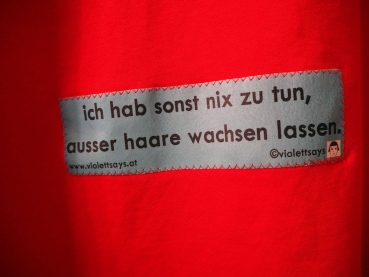 ich hab sonst nix zu tun,
ausser haare wachsen lassen.
www.violettsays.at ©violettsays